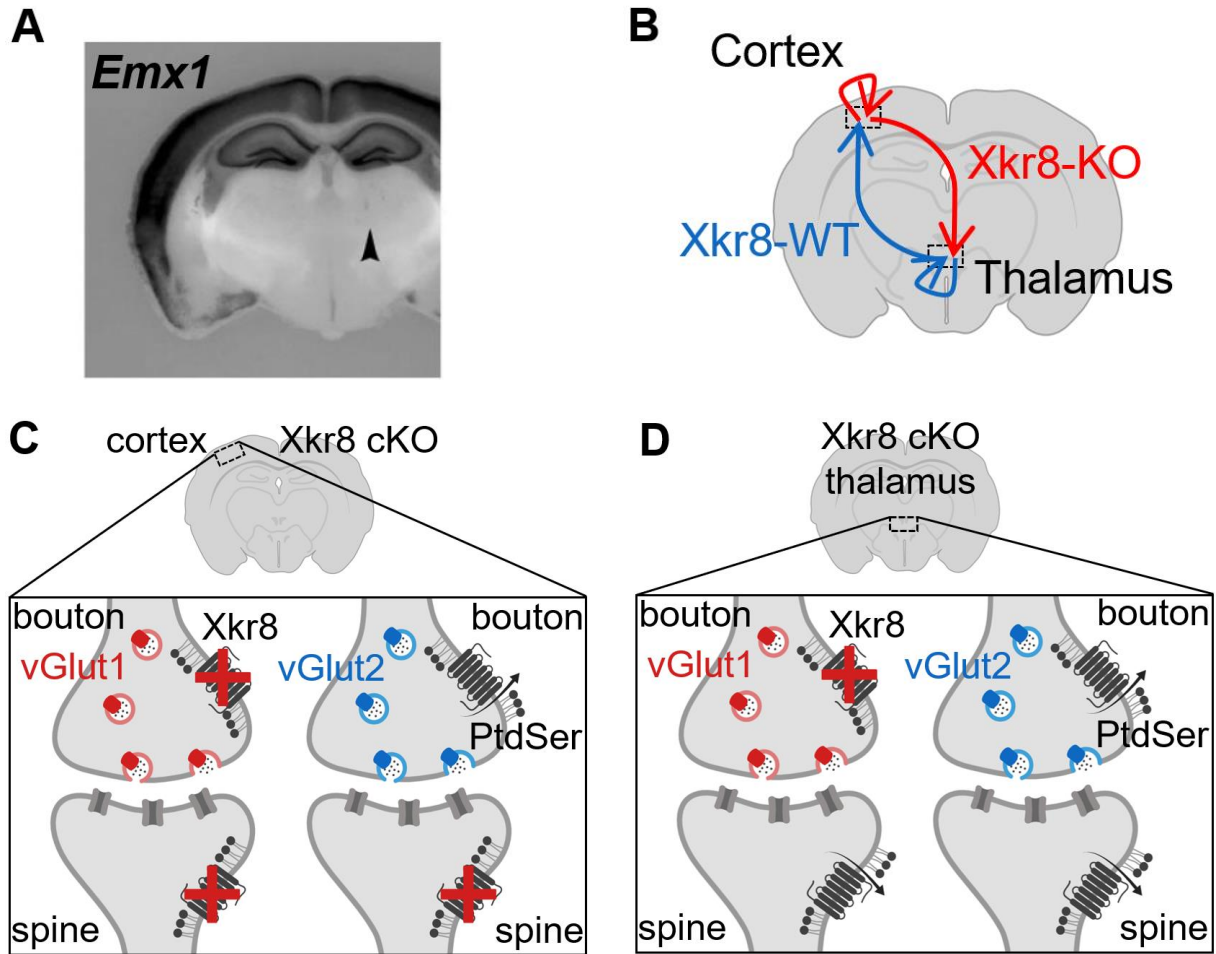 A
Emx1
B
Cortex
Xkr8-KO
Xkr8-WT
Thalamus
C
cortex
Xkr8 cKO
bouton
Xkr8
bouton
vGlut1
vGlut2
PtdSer
spine
spine
D
Xkr8 cKO
thalamus
bouton
Xkr8
bouton
vGlut1
vGlut2
PtdSer
spine
spine